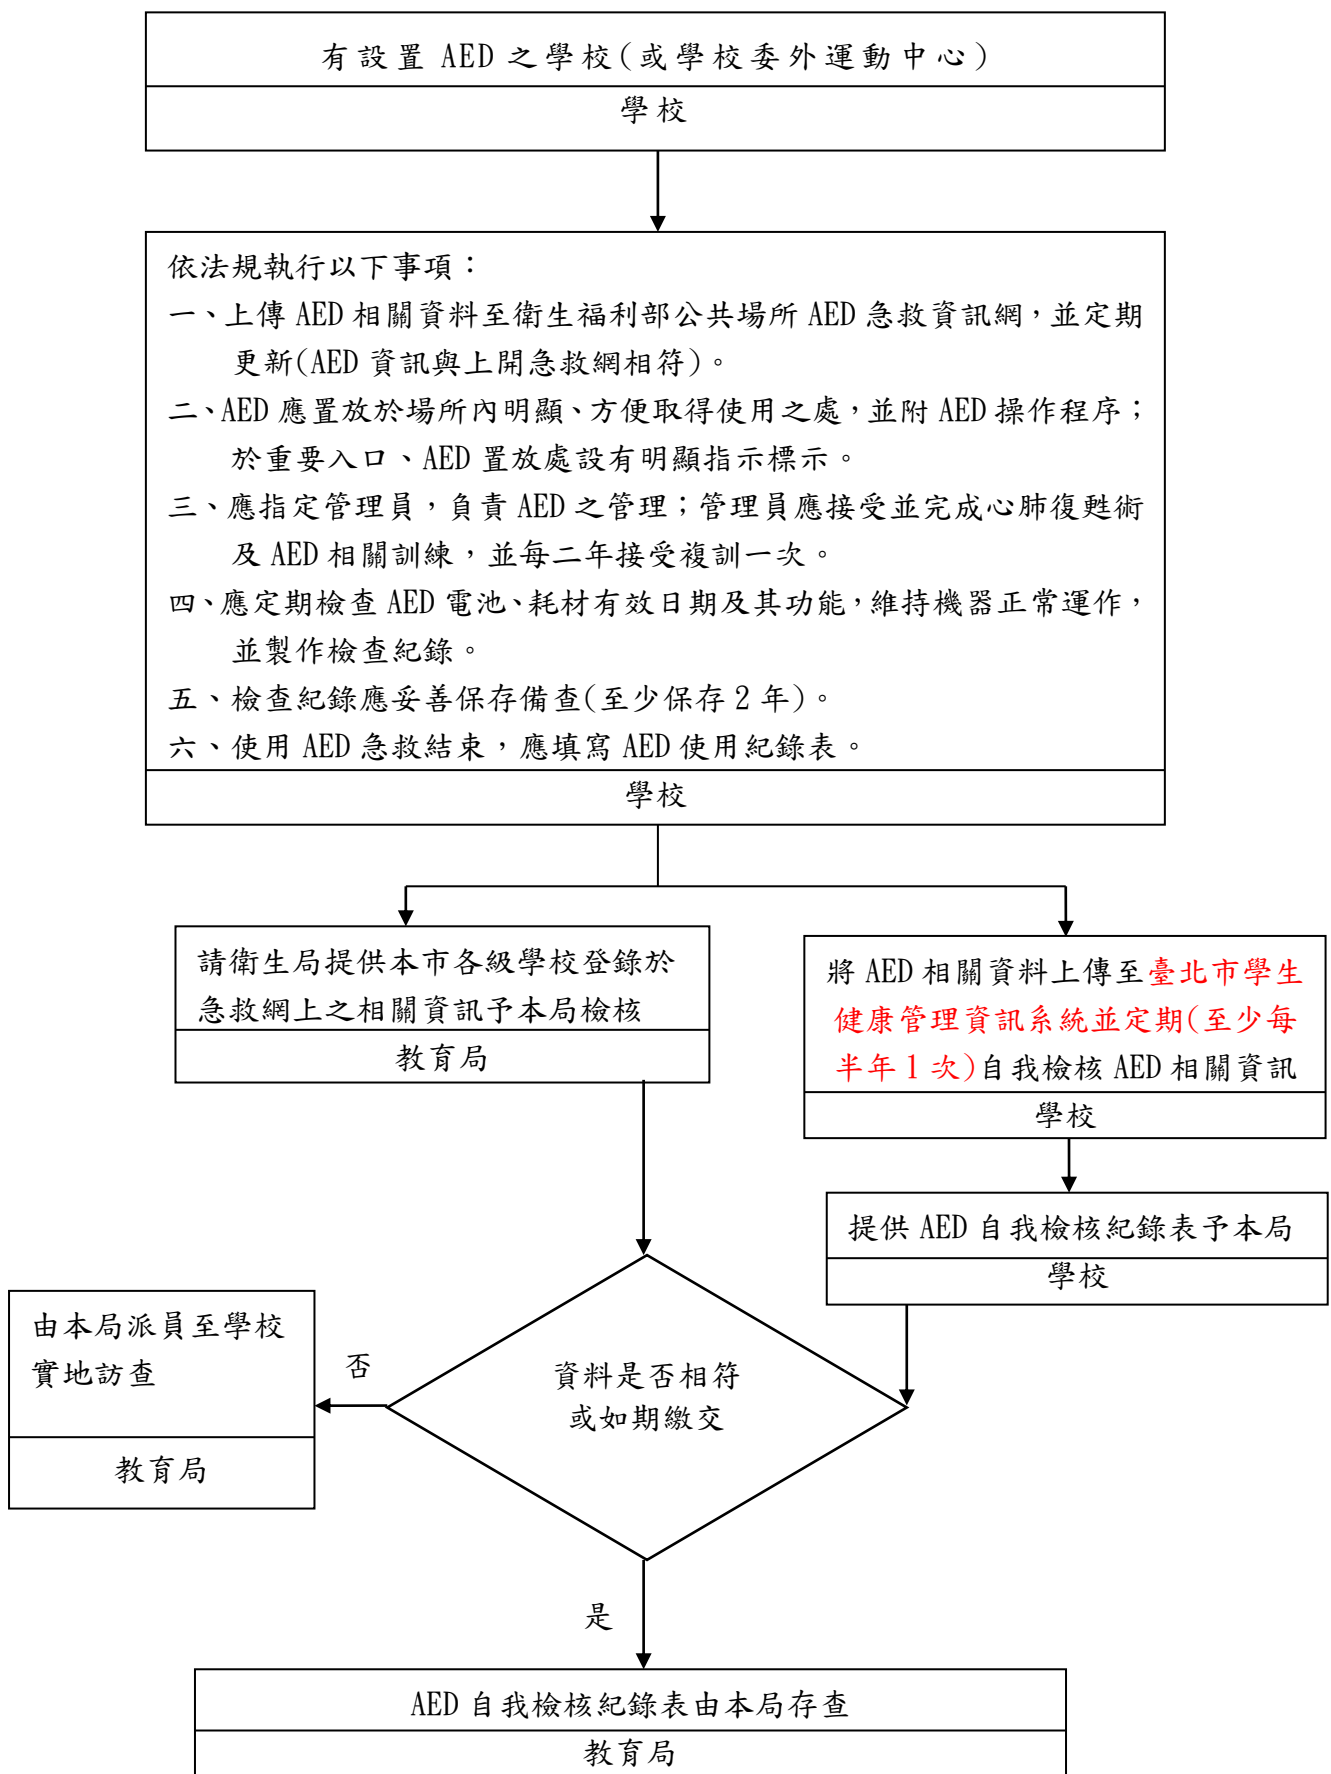 有設置 AED 之學校(或學校委外運動中心)
學校
依法規執行以下事項：
一、上傳 AED 相關資料至衛生福利部公共場所 AED 急救資訊網，並定期
更新(AED 資訊與上開急救網相符)。
二、AED 應置放於場所內明顯、方便取得使用之處，並附 AED 操作程序；
於重要入口、AED 置放處設有明顯指示標示。
三、應指定管理員，負責 AED 之管理；管理員應接受並完成心肺復甦術
及 AED 相關訓練，並每二年接受複訓一次。
四、應定期檢查 AED 電池、耗材有效日期及其功能，維持機器正常運作，
並製作檢查紀錄。
五、檢查紀錄應妥善保存備查(至少保存 2 年)。
六、使用 AED 急救結束，應填寫 AED 使用紀錄表。
學校
請衛生局提供本市各級學校登錄於
急救網上之相關資訊予本局檢核
教育局
將 AED 相關資料上傳至臺北市學生
健康管理資訊系統並定期(至少每
半年 1 次)自我檢核 AED 相關資訊
學校
提供 AED 自我檢核紀錄表予本局
學校
由本局派員至學校
實地訪查
教育局
否
資料是否相符
或如期繳交
是
AED 自我檢核紀錄表由本局存查
教育局